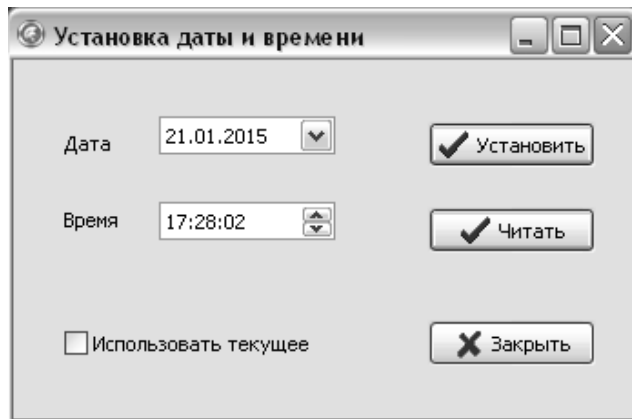 Установка даты и времени
Дата 21.01.2015 Установить
Время 17:28:02 Читать
Использовать текущее Закрыть